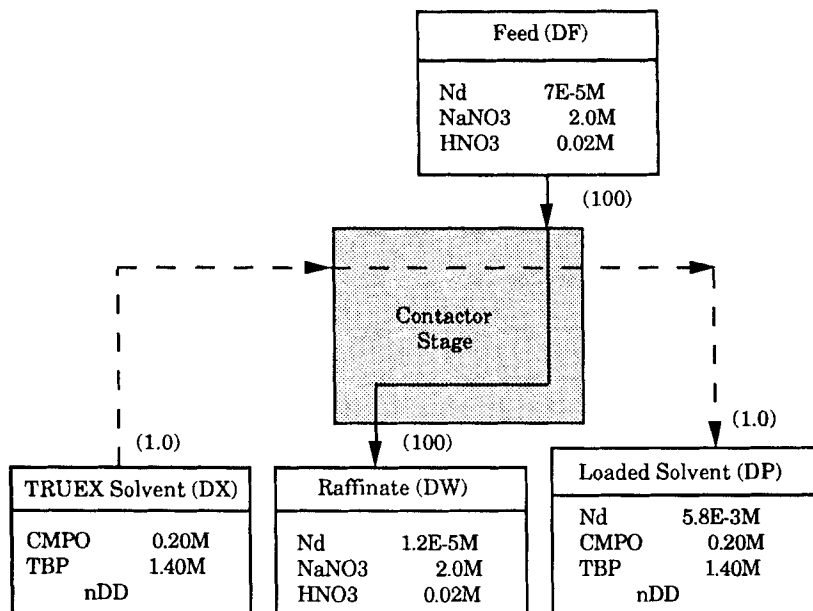 Feed (DF)
Nd 7E-5M
NaNO3 2.0M
HNO3 0.02M
(100)
Contactor
Stage
(1.0)
(100)
(1.0)
TRUEX Solvent (DX)
CMPO 0.20M
TBP 1.40M
nDD
Raffinate (DW)
Nd 1.2E-5M
NaNO3 2.0M
HNO3 0.02M
Loaded Solvent (DP)
Nd 5.8E-3M
CMPO 0.20M
TBP 1.40M
nDD